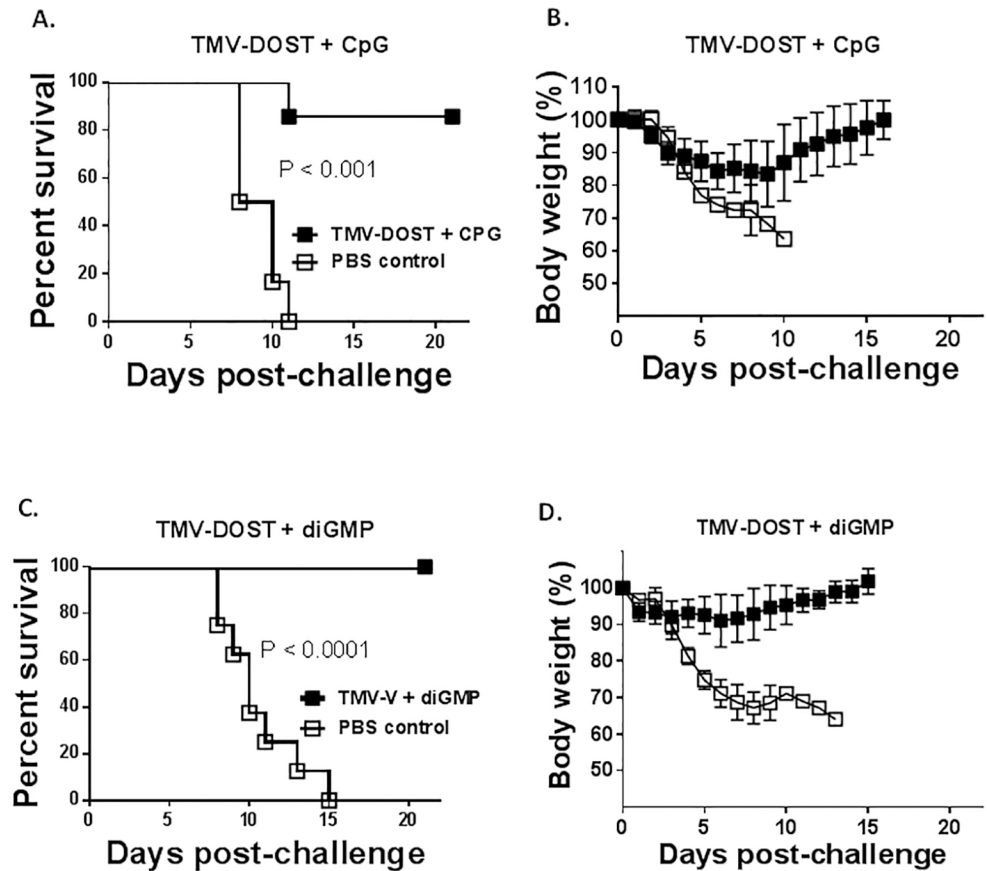 A.
TMV-DOST + CpG
Percent survival
100
80
60
40
20
0
P < 0.001
TMV-DOST + CPG
PBS control
0 5 10 15 20
Days post-challenge
B.
TMV-DOST + CpG
Body weight (%)
110
100
90
80
70
60
50
0 5 10 15 20
Days post-challenge
C.
TMV-DOST + diGMP
Percent survival
100
80
60
40
20
0
P < 0.0001
TMV-V + diGMP
PBS control
0 5 10 15 20
Days post-challenge
D.
TMV-DOST + diGMP
Body weight (%)
100
90
80
70
60
50
0 5 10 15 20
Days post-challenge